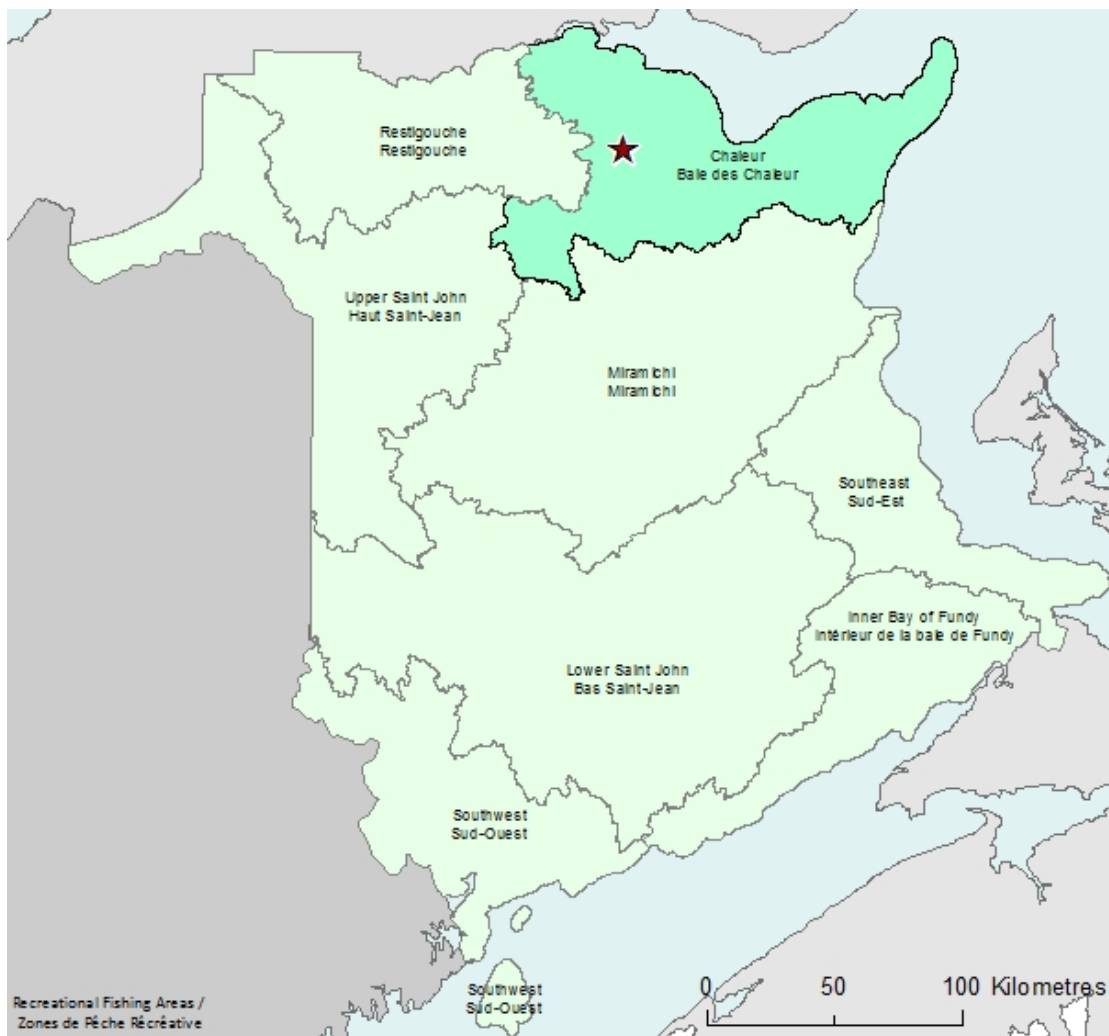 Restigouche
Restigouche
Chaleur
Baie des Chaleur
Upper Saint John
Haut Saint-Jean
Miramichi
Miramichi
Southeast
Sud-Est
Inner Bay of Fundy
Intérieur de la baie de Fundy
Lower Saint John
Bas Saint-Jean
Southwest
Sud-Ouest
Southwest
Sud-Ouest
0 50 100 Kilometres
Recreational Fishing Areas /
Zones de Pêche Récréative